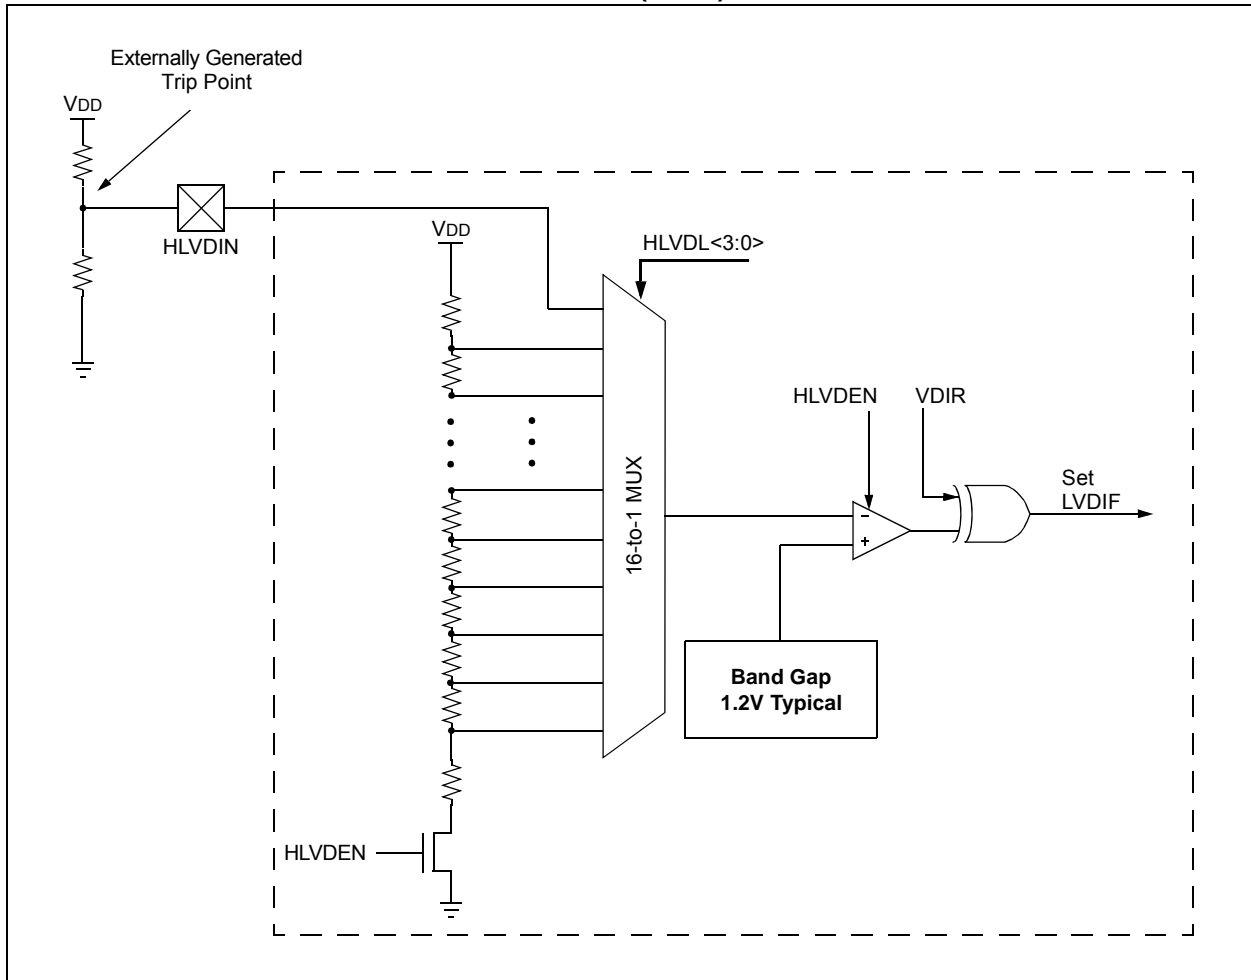 Externally Generated
Trip Point
VDD
HLVDIN
VDD
HLVDL<3:0>
16-to-1 MUX
HLVDEN
VDIR
Set
LVDIF
-
+
Band Gap
1.2V Typical
HLVDEN